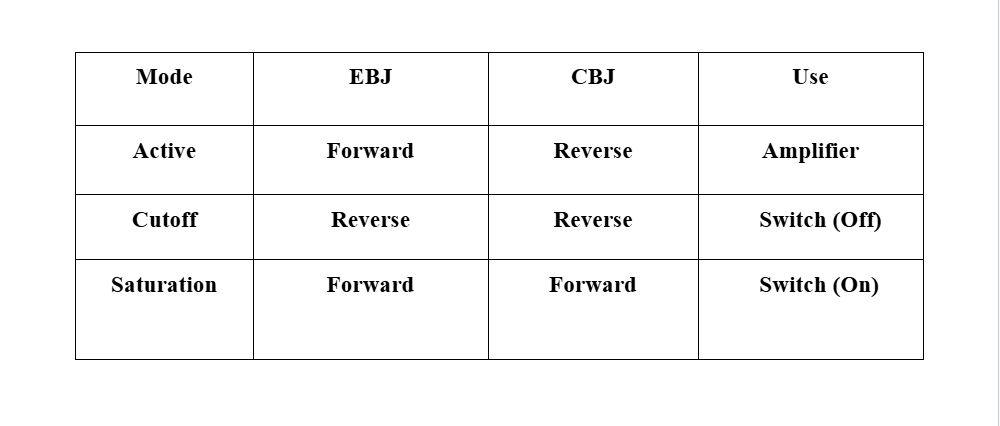 Mode EBJ CBJ Use
Active Forward Reverse Amplifier
Cutoff Reverse Reverse Switch (Off)
Saturation Forward Forward Switch (On)